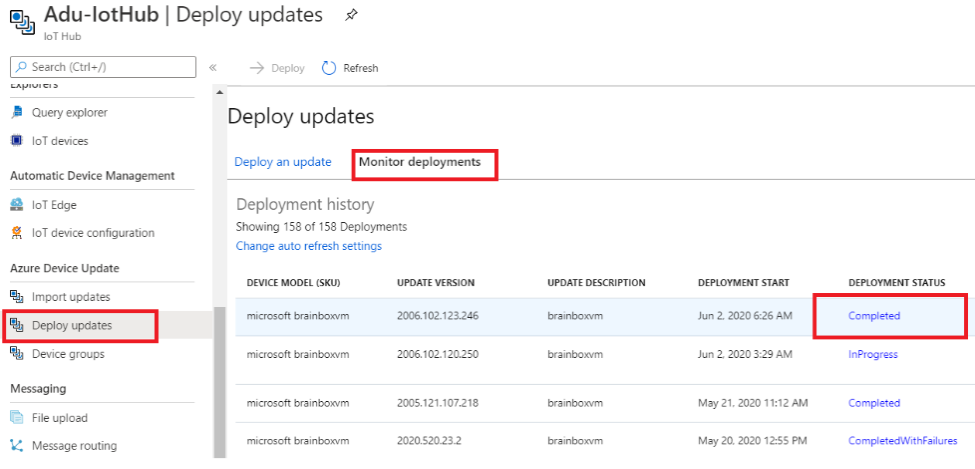 Adu-IotHub | Deploy updates
IoT Hub
Search (Ctrl+/)
«
Deploy
Refresh
Explorers
Query explorer
IoT devices
Automatic Device Management
IoT Edge
IoT device configuration
Azure Device Update
Import updates
Deploy updates
Device groups
Messaging
File upload
Message routing
Deploy updates
Deploy an update Monitor deployments
Deployment history
Showing 158 of 158 Deployments
Change auto refresh settings
DEVICE MODEL (SKU) UPDATE VERSION UPDATE DESCRIPTION DEPLOYMENT START DEPLOYMENT STATUS
microsoft brainboxvm 2006.102.123.246 brainboxvm Jun 2, 2020 6:26 AM Completed
microsoft brainboxvm 2006.102.120.250 brainboxvm Jun 2, 2020 3:29 AM InProgress
microsoft brainboxvm 2005.121.107.218 brainboxvm May 21, 2020 11:12 AM Completed
microsoft brainboxvm 2020.520.23.2 brainboxvm May 20, 2020 12:55 PM CompletedWithFailures